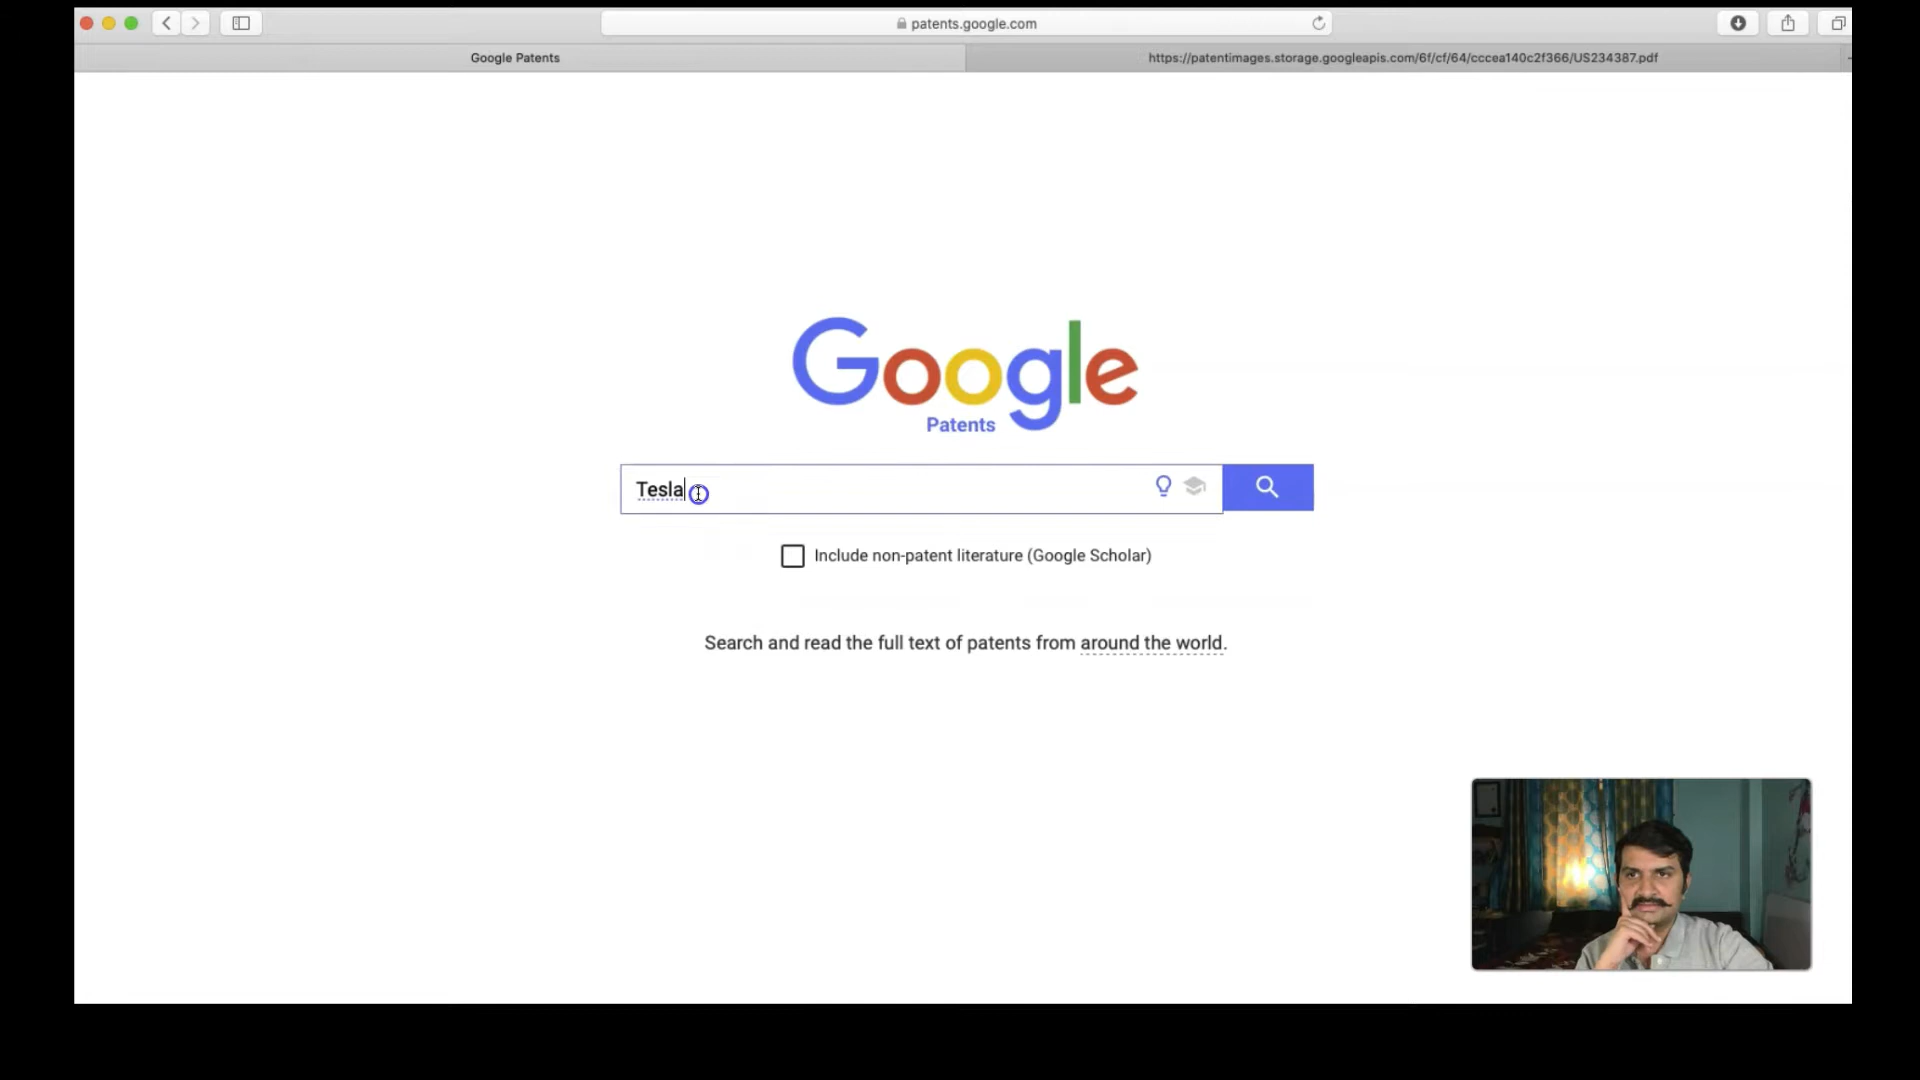 patents.google.com
Google Patents
https://patentimages.storage.googleapis.com/6f/cf/64/cccea140c2f366/US234387.pdf
Google
Patents
Tesla
Include non-patent literature (Google Scholar)
Search and read the full text of patents from around the world.